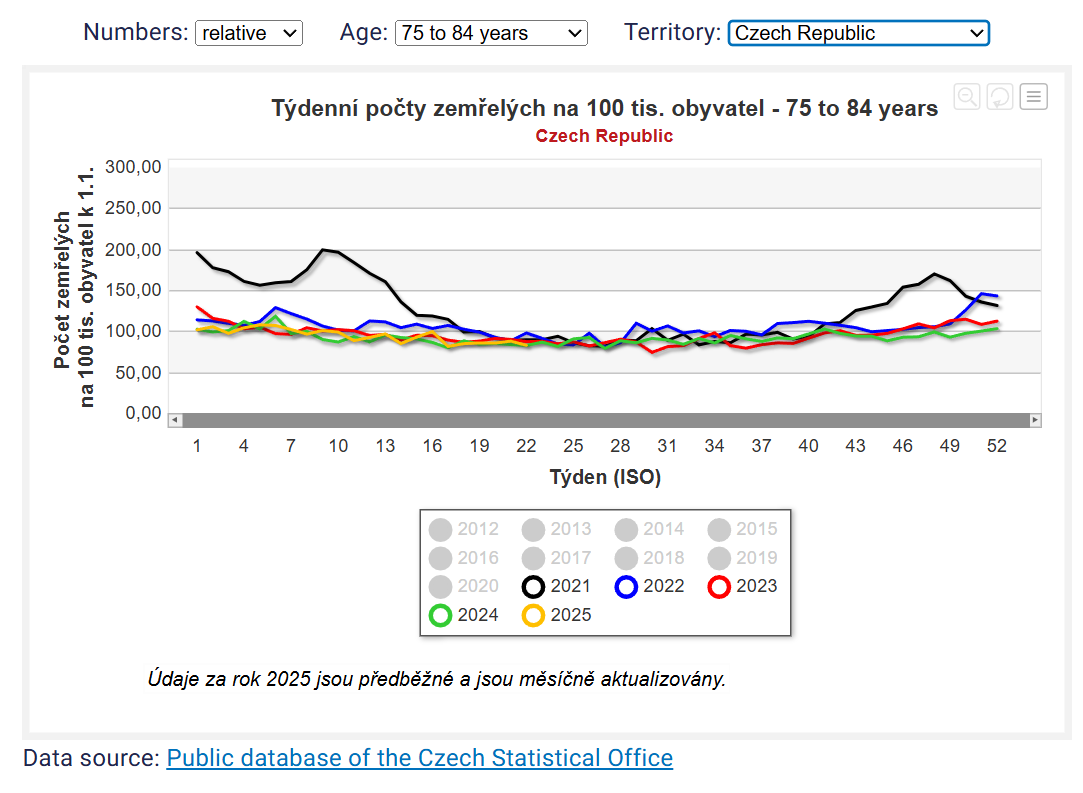 Numbers: relative Age: 75 to 84 years Territory: Czech Republic
Týdenní počty zemřelých na 100 tis. obyvatel - 75 to 84 years
Czech Republic
Počet zemřelých
na 100 tis. obyvatel k 1.1.
300,00
250,00
200,00
150,00
100,00
50,00
0,00
1 4 7 10 13 16 19 22 25 28 31 34 37 40 43 46 49 52
Týden (ISO)
2012 2013 2014 2015
2016 2017 2018 2019
2020 2021 2022 2023
2024 2025
Údaje za rok 2025 jsou předběžné a jsou měsíčně aktualizovány.
Data source: Public database of the Czech Statistical Office